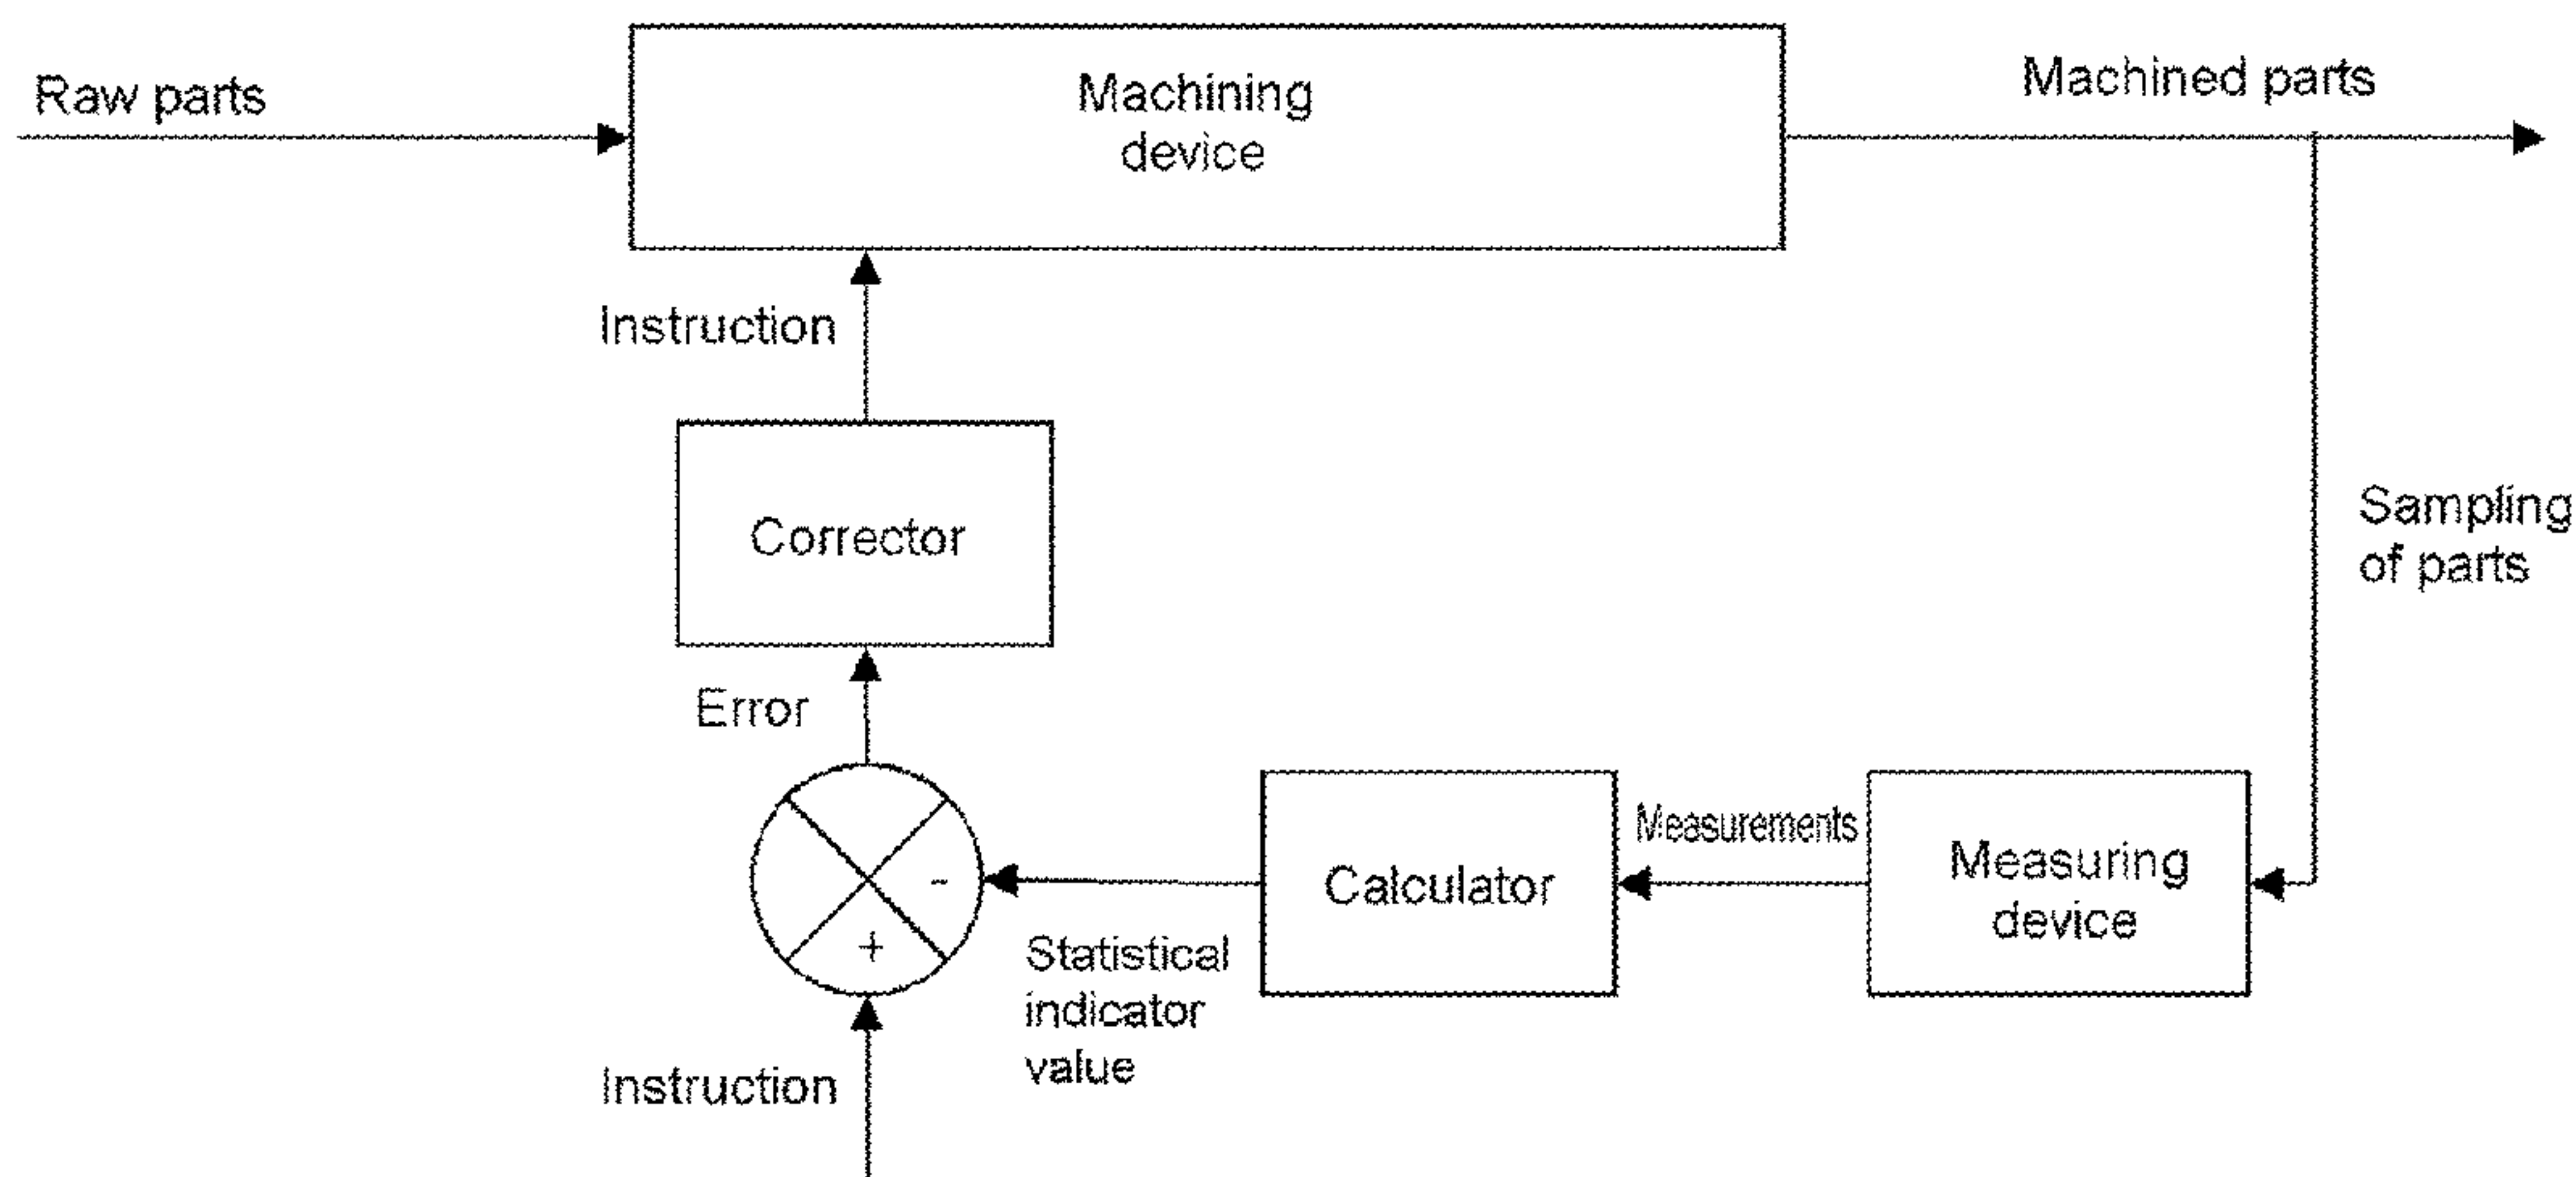 Raw parts
Machining
device
Machined parts
Instruction
Corrector
Sampling
of parts
Error
Measurements
Calculator
Measuring
device
-
+
Statistical
indicator
value
Instruction